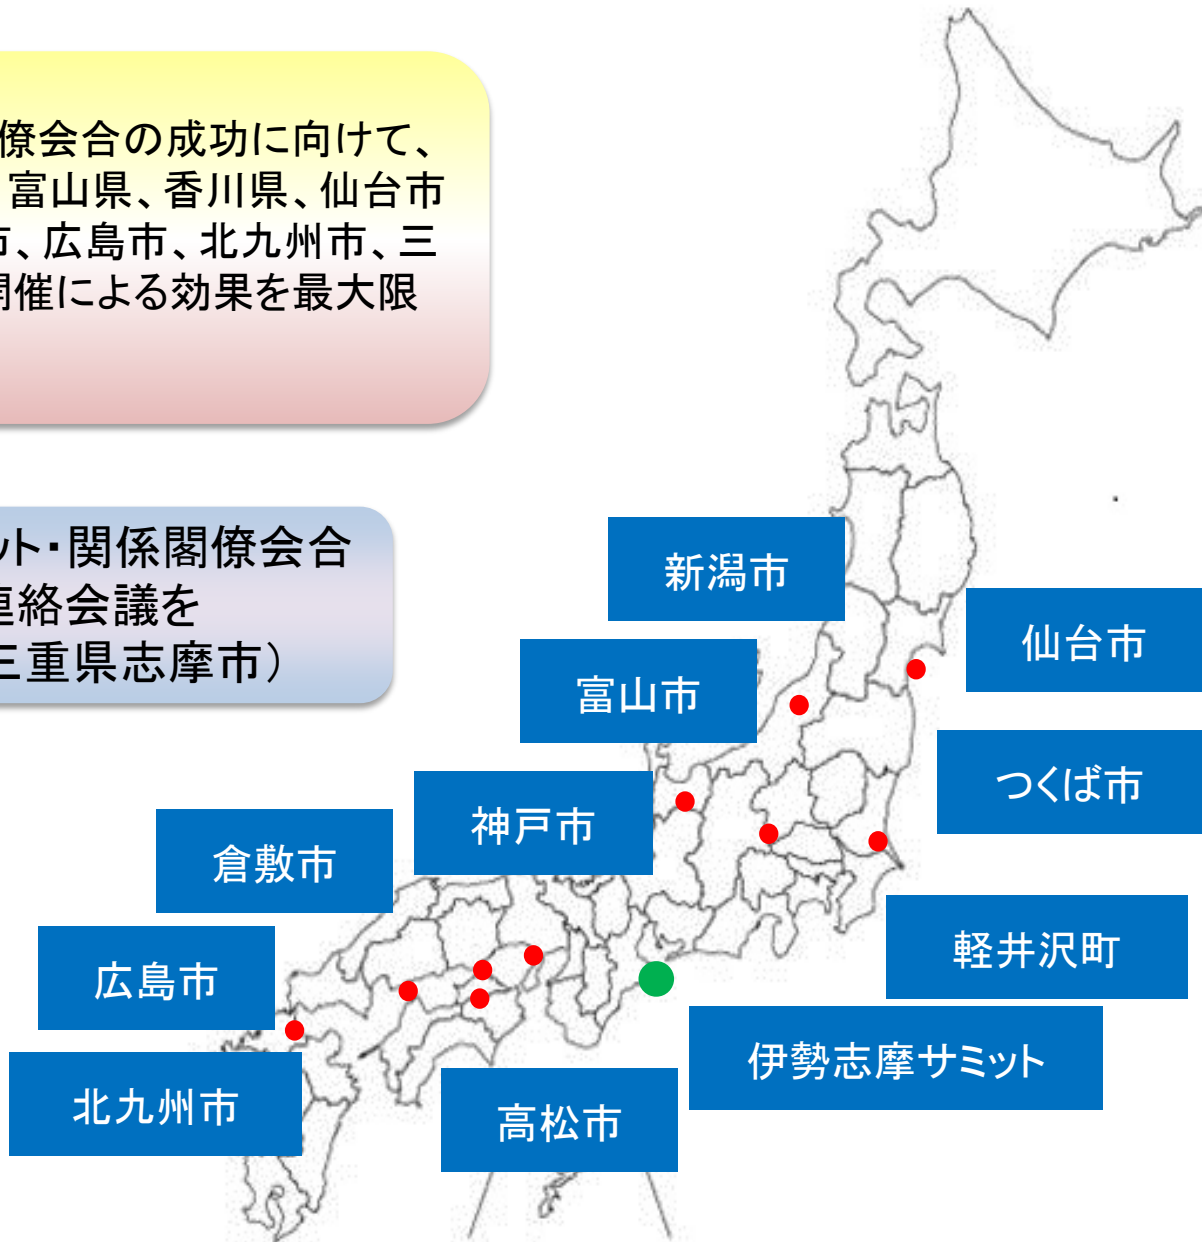 僚会合の成功に向けて、
富山県、香川県、仙台市
市、広島市、北九州市、三
開催による効果を最大限
ット・関係閣僚会合
連絡会議を
三重県志摩市）
新潟市
仙台市
富山市
つくば市
神戸市
倉敷市
軽井沢町
広島市
伊勢志摩サミット
北九州市
高松市